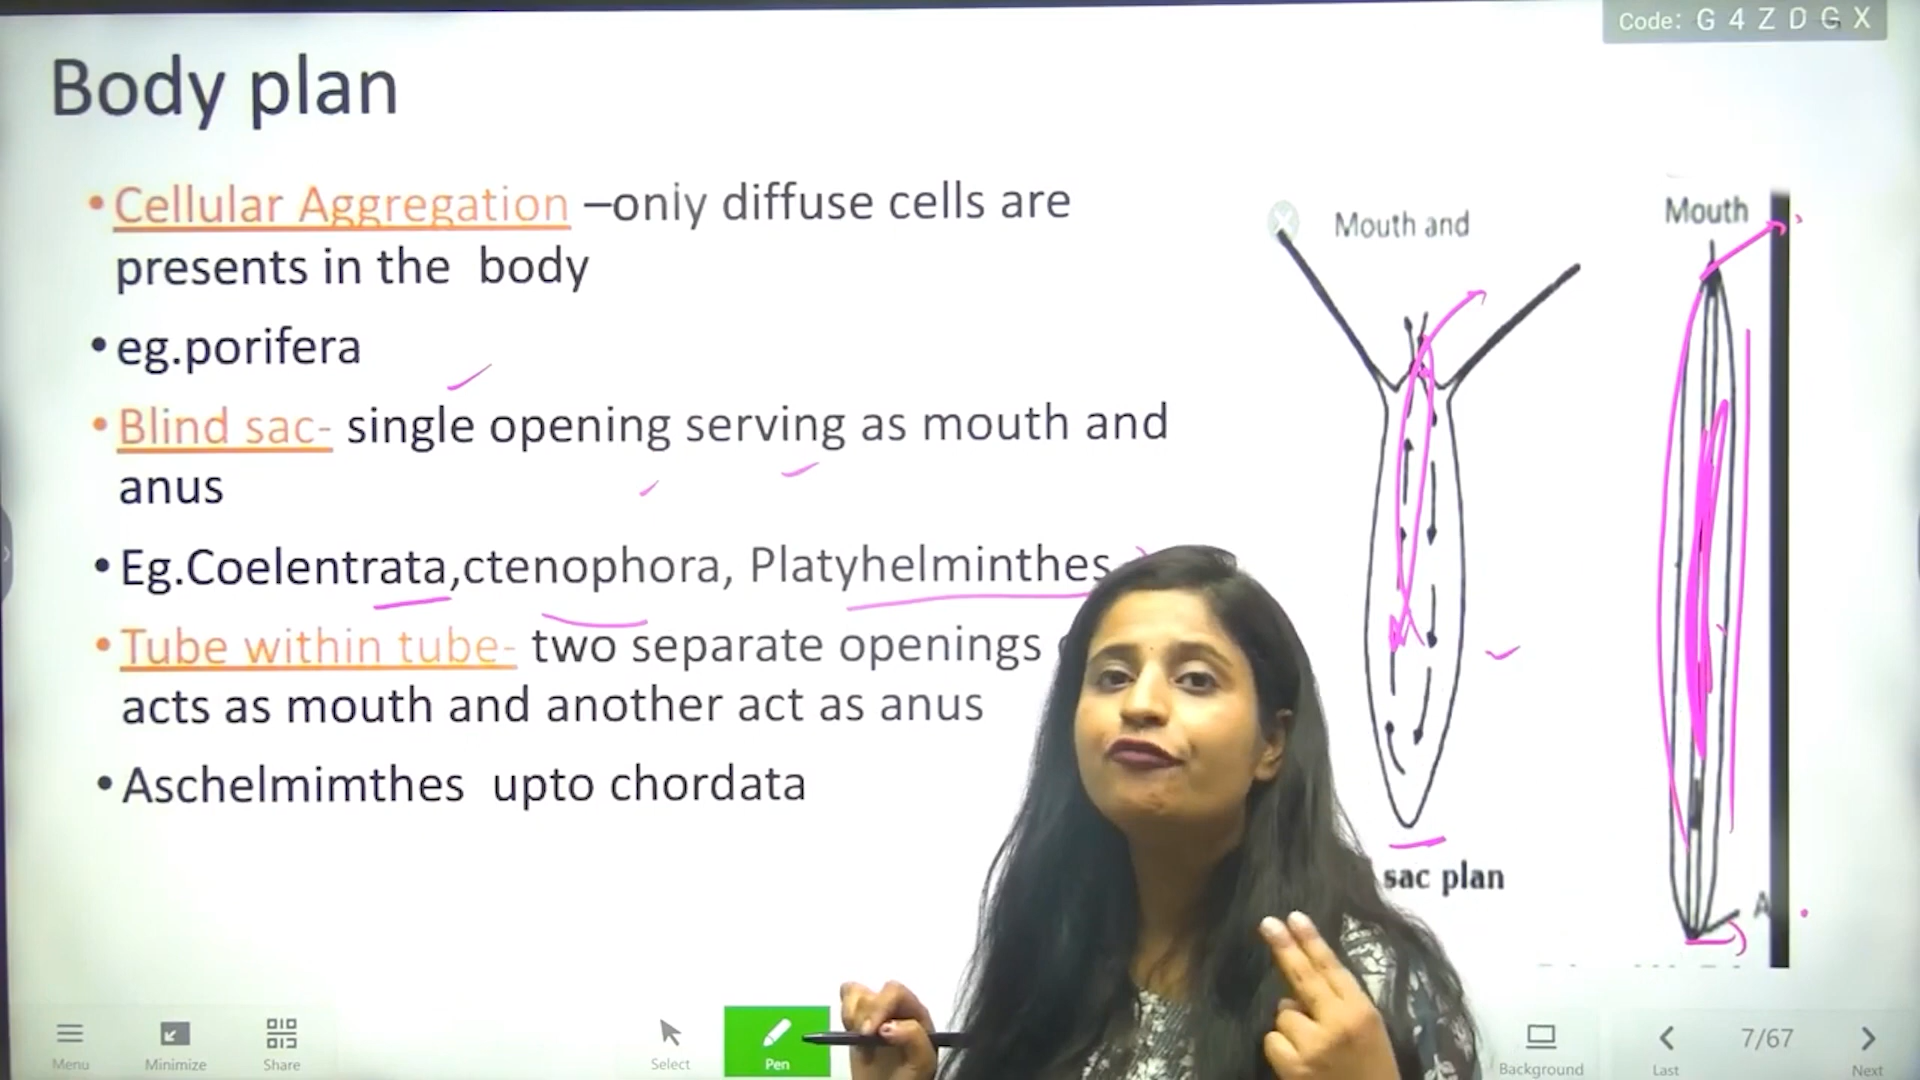 Code: G 4 Z D G X
Body plan
• Cellular Aggregation –only diffuse cells are
presents in the body
• eg.porifera
• Blind sac- single opening serving as mouth and
anus
• Eg.Coelentrata,ctenophora, Platyhelminthes
• Tube within tube- two separate openings
acts as mouth and another act as anus
• Aschelmimthes upto chordata
Mouth and
Mouth
sac plan
A
Menu
Minimize
Share
Select
Pen
Background
Last
7/67
Next